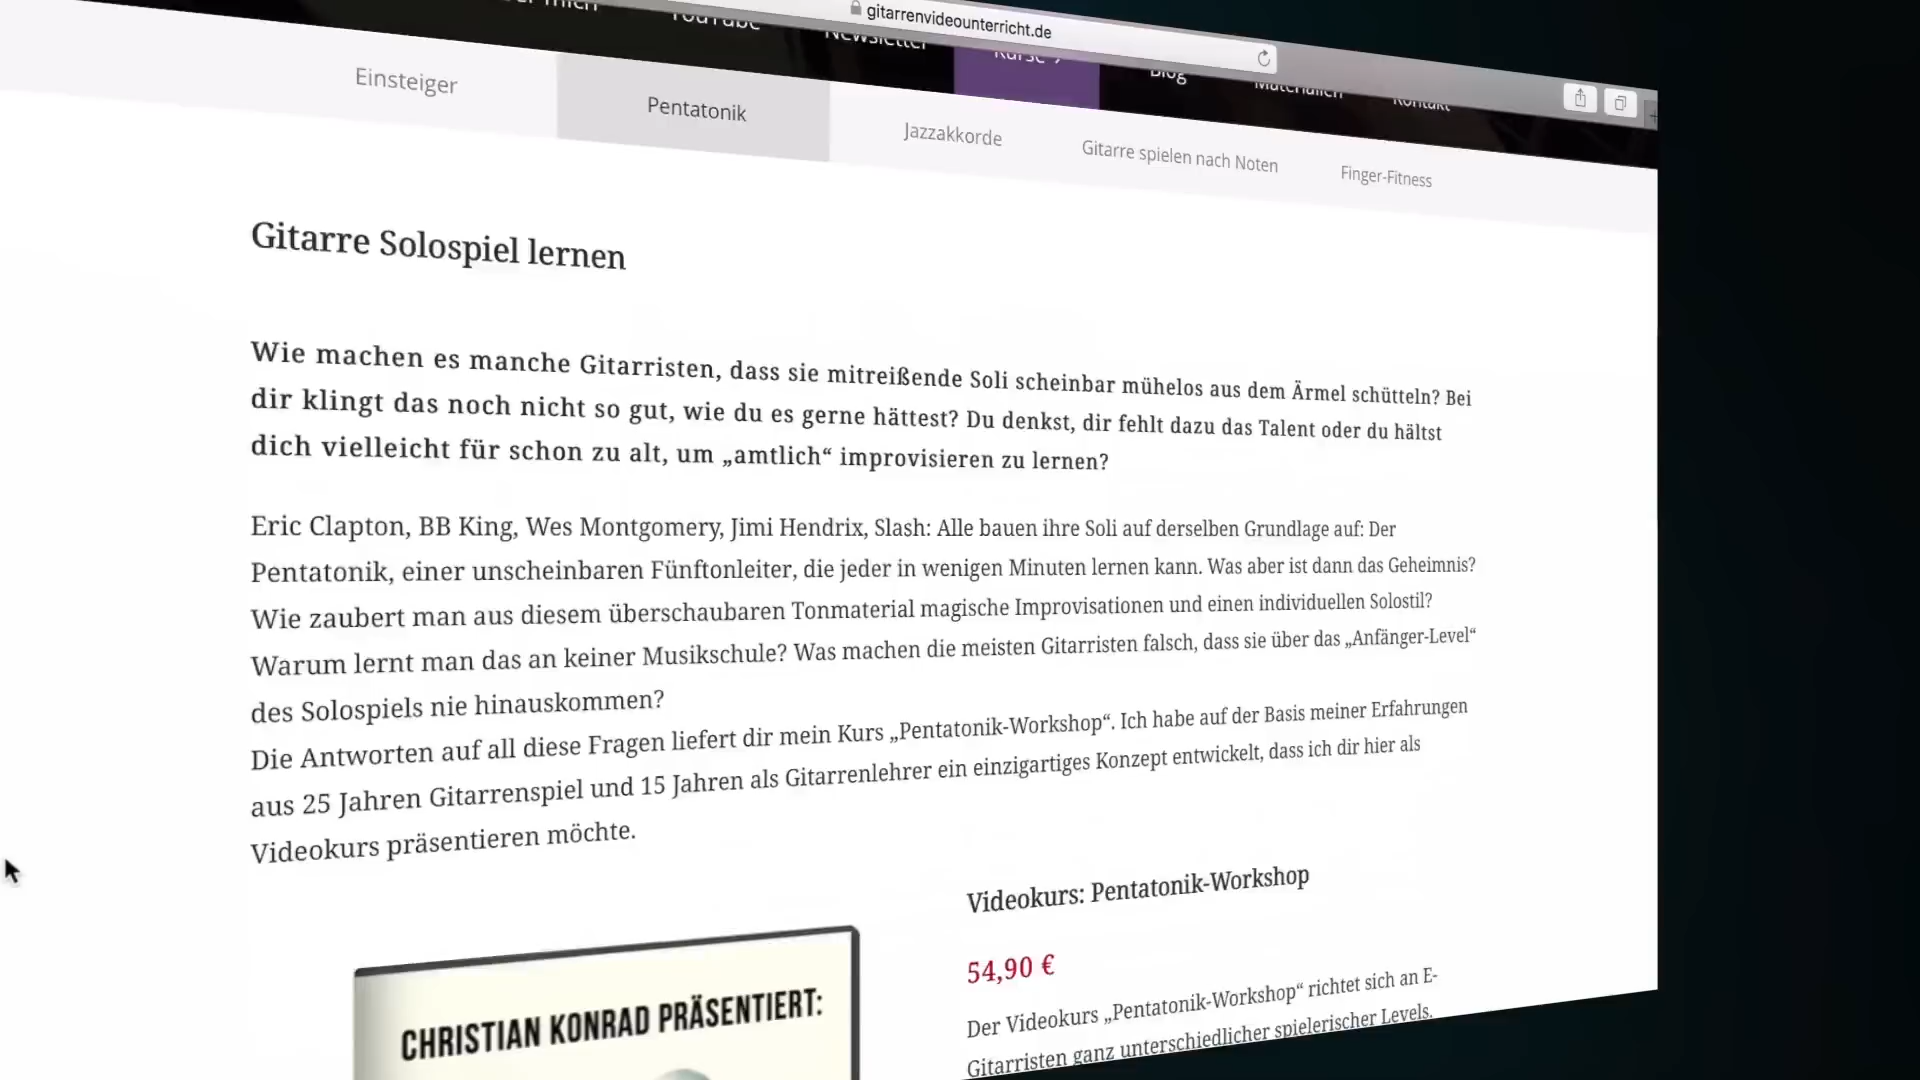 gitarrenvideounterricht.de
YouTube Newsletter Kurse Blog Materialien Kontakt
Einsteiger Pentatonik Jazzakkorde Gitarre spielen nach Noten Finger-Fitness
Gitarre Solospiel lernen
Wie machen es manche Gitarristen, dass sie mitreißende Soli scheinbar mühelos aus dem Ärmel schütteln? Bei
dir klingt das noch nicht so gut, wie du es gerne hättest? Du denkst, dir fehlt dazu das Talent oder du hältst
dich vielleicht für schon zu alt, um „amtlich“ improvisieren zu lernen?
Eric Clapton, BB King, Wes Montgomery, Jimi Hendrix, Slash: Alle bauen ihre Soli auf derselben Grundlage auf: Der
Pentatonik, einer unscheinbaren Fünftonleiter, die jeder in wenigen Minuten lernen kann. Was aber ist dann das Geheimnis?
Wie zaubert man aus diesem überschaubaren Tonmaterial magische Improvisationen und einen individuellen Solostil?
Warum lernt man das an keiner Musikschule? Was machen die meisten Gitarristen falsch, dass sie über das „Anfänger-Level“
des Solospiels nie hinauskommen?
Die Antworten auf all diese Fragen liefert dir mein Kurs „Pentatonik-Workshop“. Ich habe auf der Basis meiner Erfahrungen
aus 25 Jahren Gitarrenspiel und 15 Jahren als Gitarrenlehrer ein einzigartiges Konzept entwickelt, dass ich dir hier als
Videokurs präsentieren möchte.
CHRISTIAN KONRAD PRÄSENTIERT:
Videokurs: Pentatonik-Workshop
54,90 €
Der Videokurs „Pentatonik-Workshop“ richtet sich an E-
Gitarristen ganz unterschiedlicher spielerischer Levels.